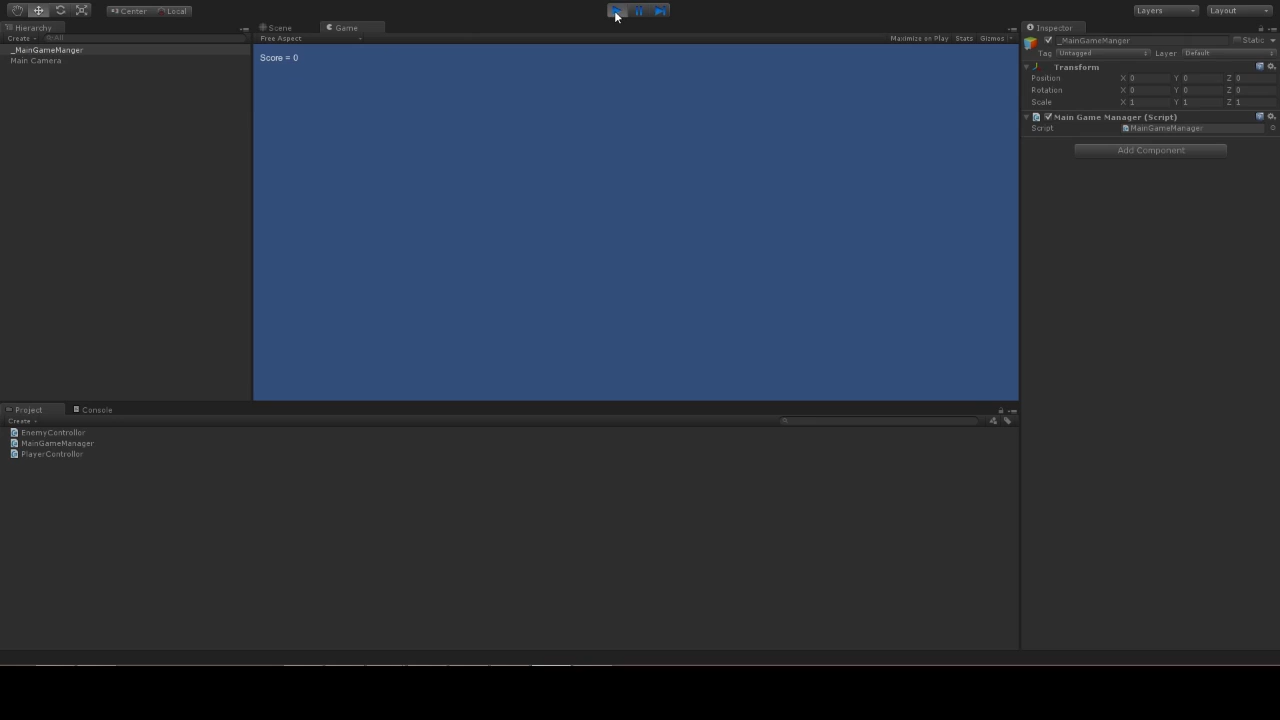 Center Local Layers Layout
Hierarchy Scene Game Inspector
Create All Free Aspect Maximize on Play Stats Gizmos
_MainGameManger _MainGameManger Static
Tag Untagged Layer Default
Main Camera Score = 0
Transform
Position X 0 Y 0 Z 0
Rotation X 0 Y 0 Z 0
Scale X 1 Y 1 Z 1
Main Game Manager (Script)
Script MainGameManager
Add Component
Project Console
Create
EnemyController
MainGameManager
PlayerController